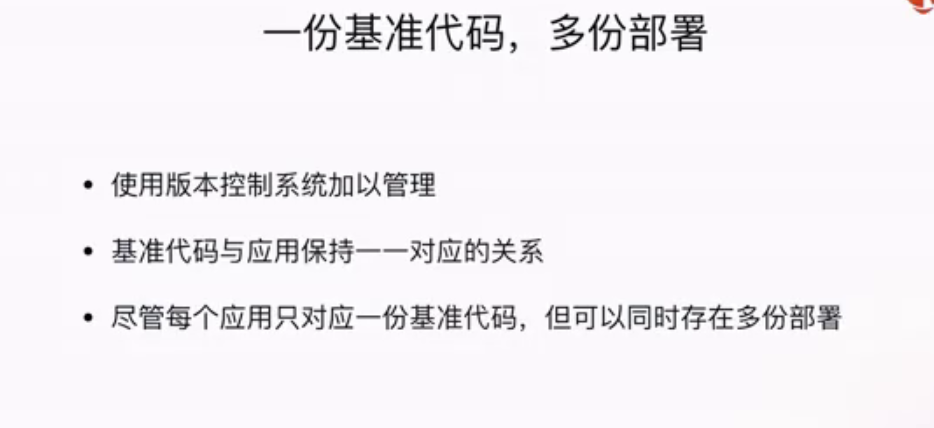 一份基准代码，多份部署
• 使用版本控制系统加以管理
• 基准代码与应用保持一一对应的关系
• 尽管每个应用只对应一份基准代码，但可以同时存在多份部署